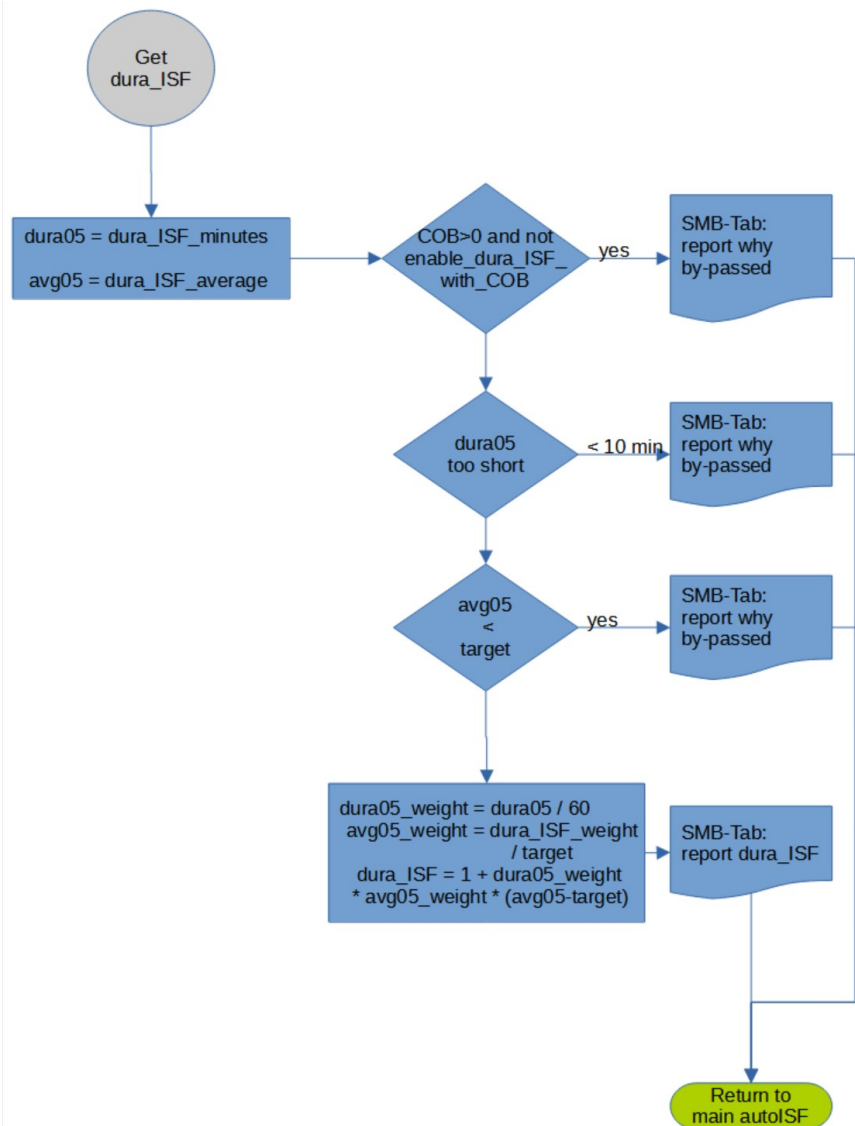 Get
dura_ISF
dura05 = dura_ISF_minutes
avg05 = dura_ISF_average
COB>0 and not
enable_dura_ISF_
with_COB
yes
SMB-Tab:
report why
by-passed
dura05
too short
< 10 min
SMB-Tab:
report why
by-passed
avg05
<
target
yes
SMB-Tab:
report why
by-passed
dura05_weight = dura05 / 60
avg05_weight = dura_ISF_weight
/ target
dura_ISF = 1 + dura05_weight
* avg05_weight * (avg05-target)
SMB-Tab:
report dura_ISF
Return to
main autoISF